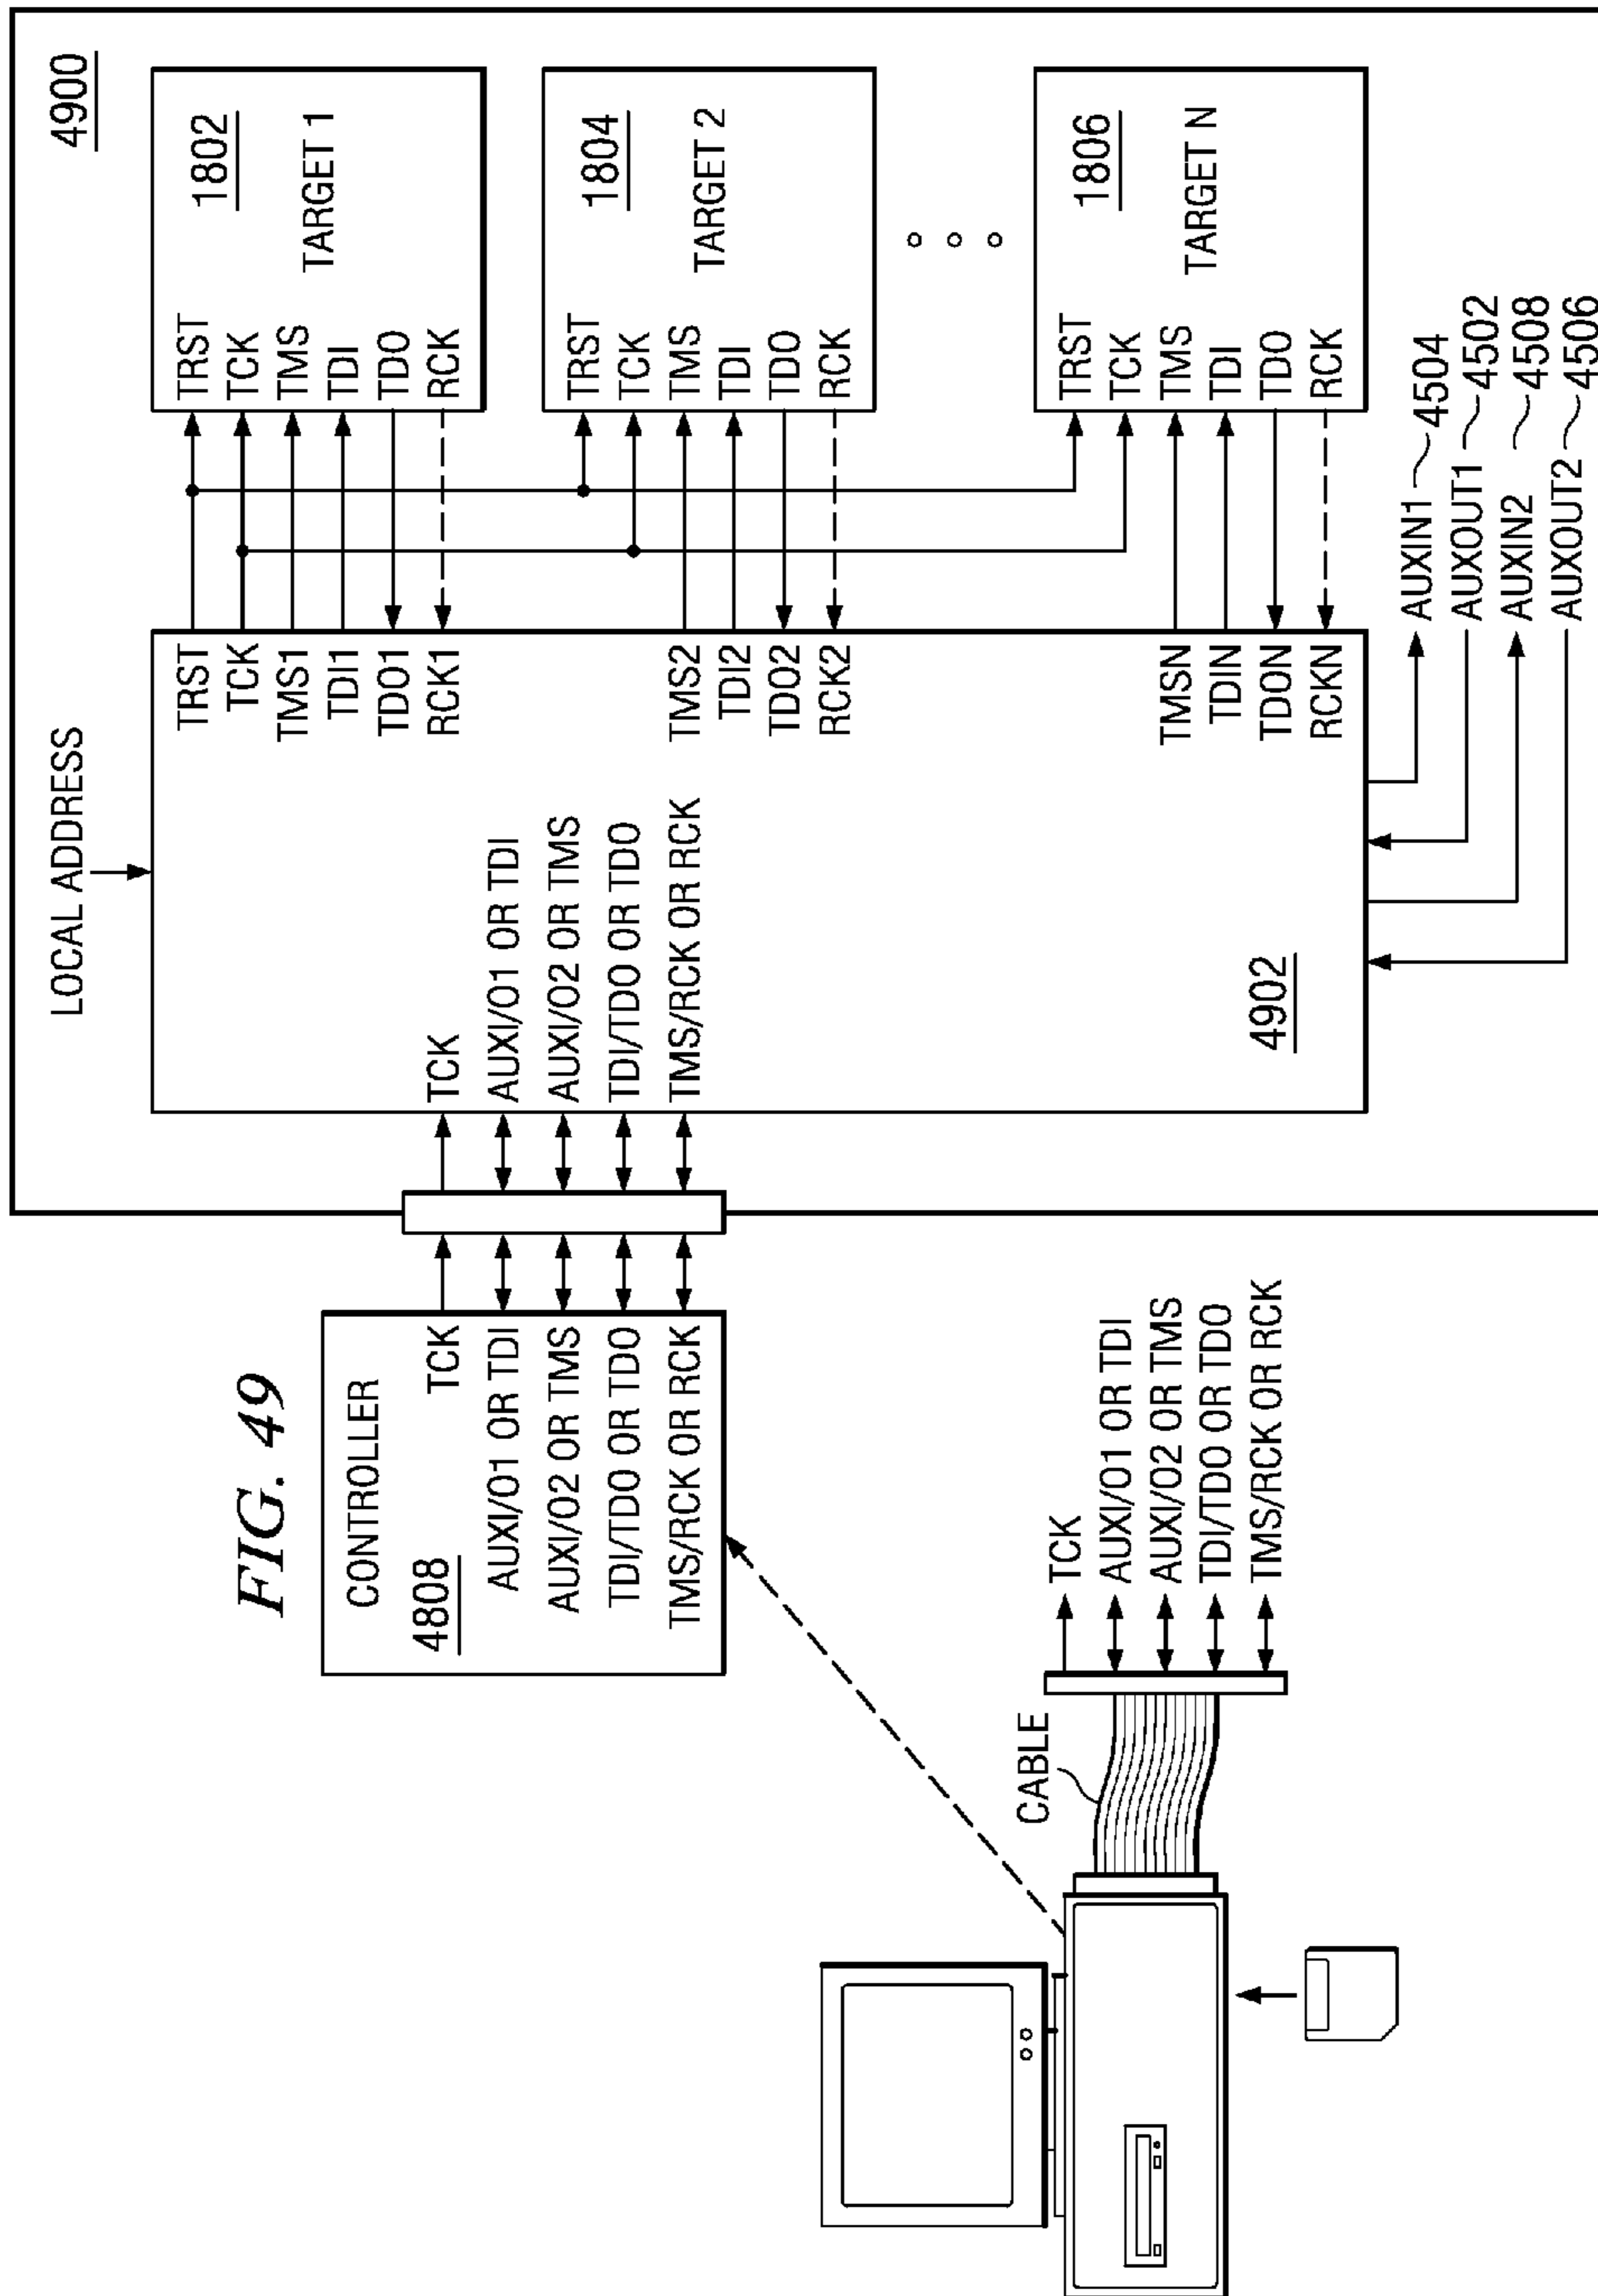 FIG. 49
4900
LOCAL ADDRESS
CONTROLLER
4808
TCK
AUXI/O1 OR TDI
AUXI/O2 OR TMS
TDI/TDO OR TDO
TMS/RCK OR RCK
TCK
AUXI/O1 OR TDI
AUXI/O2 OR TMS
TDI/TDO OR TDO
TMS/RCK OR RCK
4902
TRST
TCK
TMS1
TDI1
TDO1
RCK1
TMS2
TDI2
TDO2
RCK2
TMSN
TDIN
TDON
RCKN
TRST
TCK
TMS
TDI
TDO
RCK
1802
TARGET 1
TRST
TCK
TMS
TDI
TDO
RCK
1804
TARGET 2
TRST
TCK
TMS
TDI
TDO
RCK
1806
TARGET N
AUXIN1 4504
AUXOUT1 4502
AUXIN2 4508
AUXOUT2 4506
CABLE
TCK
AUXI/O1 OR TDI
AUXI/O2 OR TMS
TDI/TDO OR TDO
TMS/RCK OR RCK